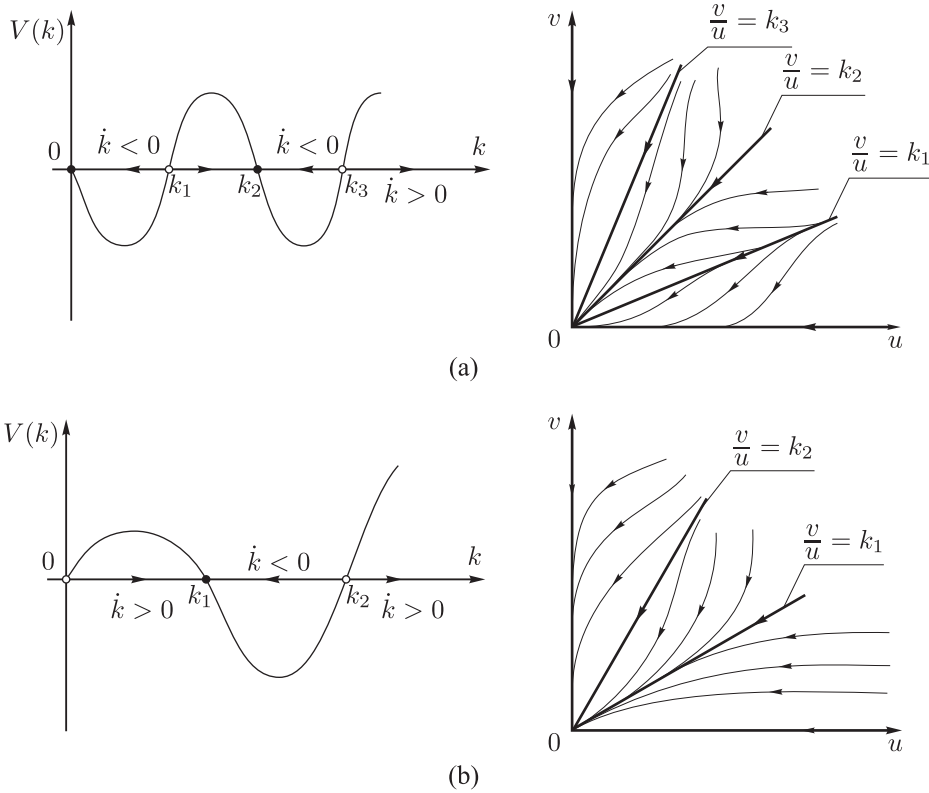 V(k)
0
k̇ < 0
k̇ < 0
k
k₁
k₂
k₃
k̇ > 0
v
v/u = k₃
v/u = k₂
v/u = k₁
0
u
(a)
V(k)
0
k̇ < 0
k
k̇ > 0
k₁
k₂
k̇ > 0
v
v/u = k₂
v/u = k₁
0
u
(b)